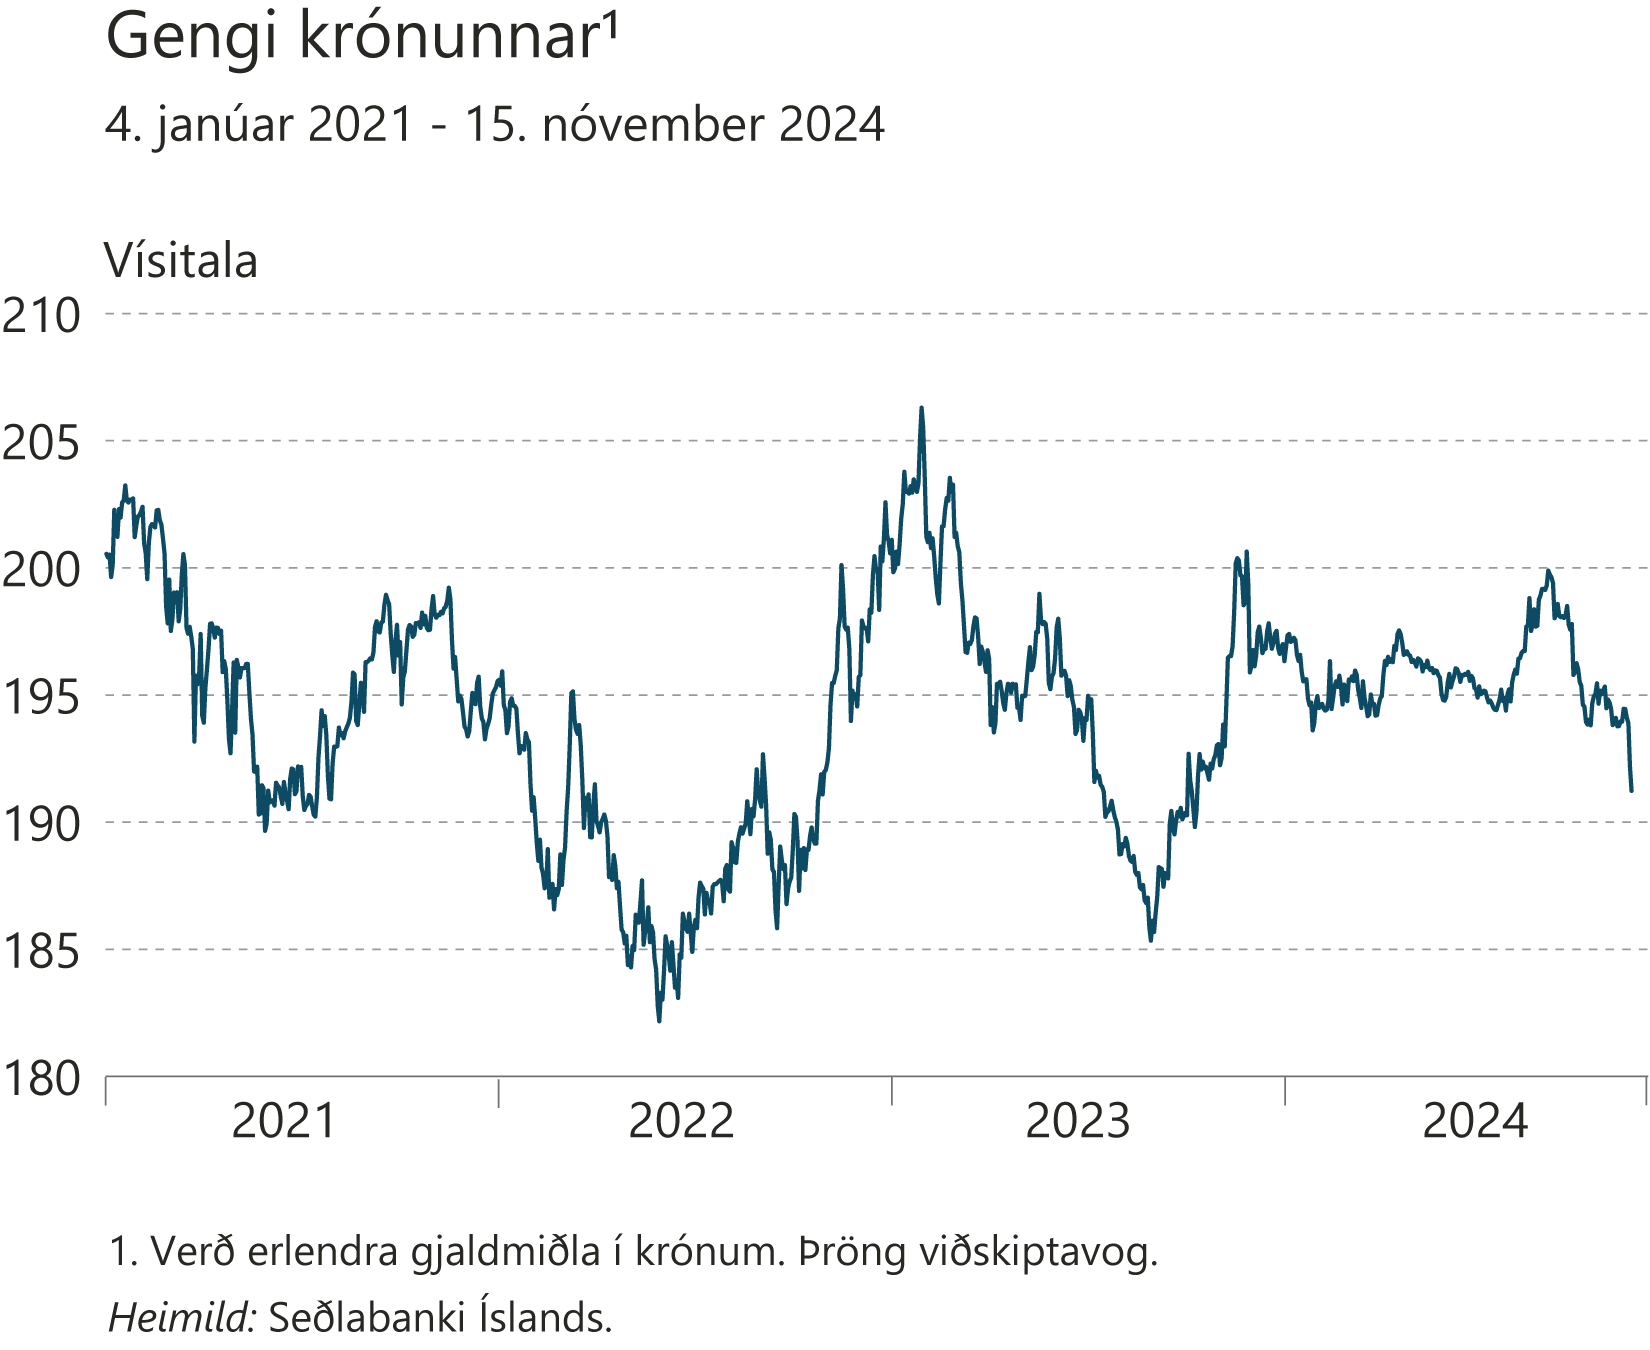 Gengi krónunnar¹
4. janúar 2021 - 15. nóvember 2024
Vísitala
210
205
200
195
190
185
180
2021 2022 2023 2024
1. Verð erlendra gjaldmiðla í krónum. Þröng viðskiptavog.
Heimild: Seðlabanki Íslands.